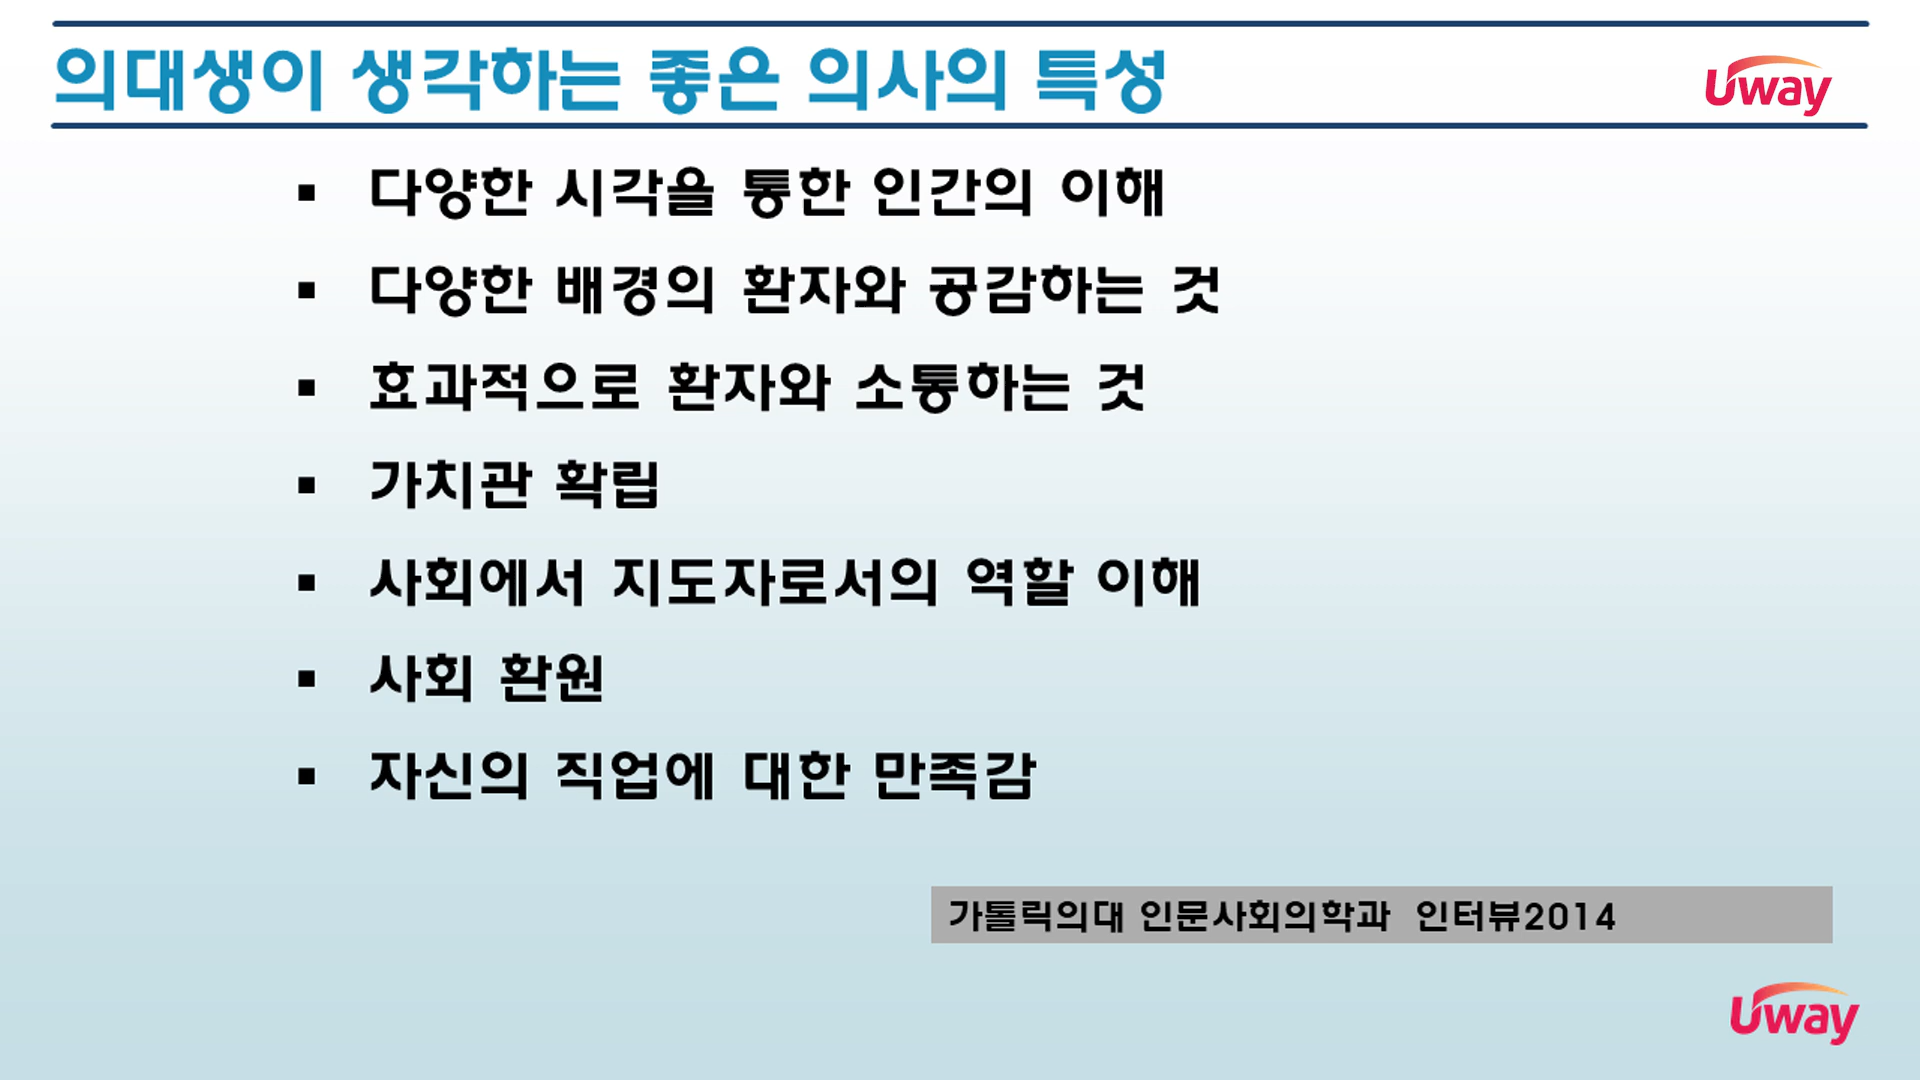 의대생이 생각하는 좋은 의사의 특성
Uway
▪ 다양한 시각을 통한 인간의 이해
▪ 다양한 배경의 환자와 공감하는 것
▪ 효과적으로 환자와 소통하는 것
▪ 가치관 확립
▪ 사회에서 지도자로서의 역할 이해
▪ 사회 환원
▪ 자신의 직업에 대한 만족감
가톨릭의대 인문사회의학과 인터뷰2014
Uway